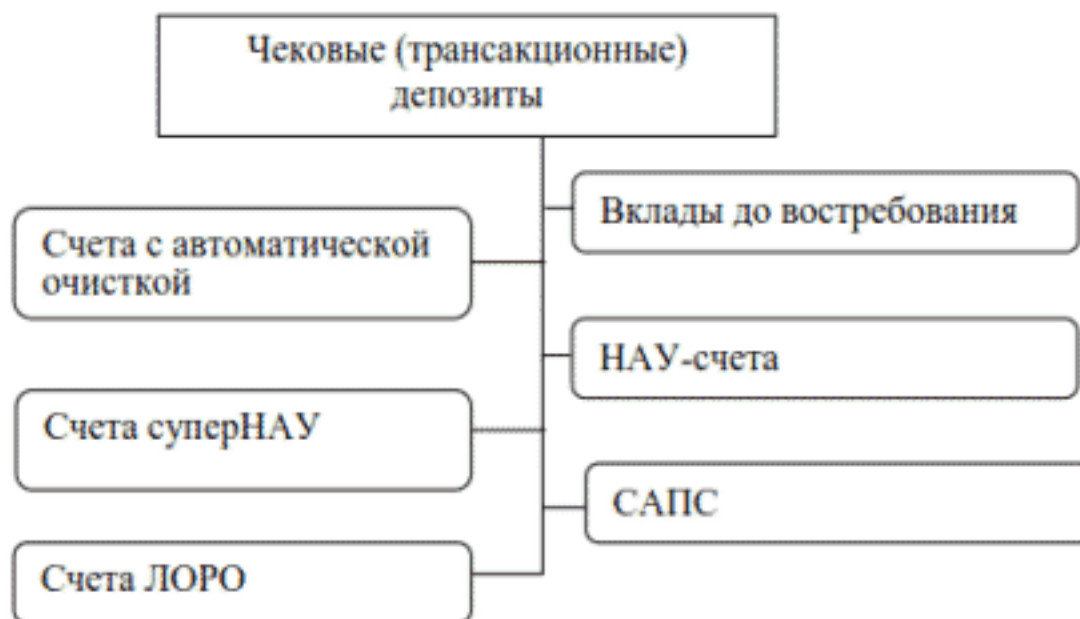 Чековые (трансакционные)
депозиты
Вклады до востребования
Счета с автоматической
очисткой
НАУ-счета
Счета суперНАУ
САПС
Счета ЛОРО